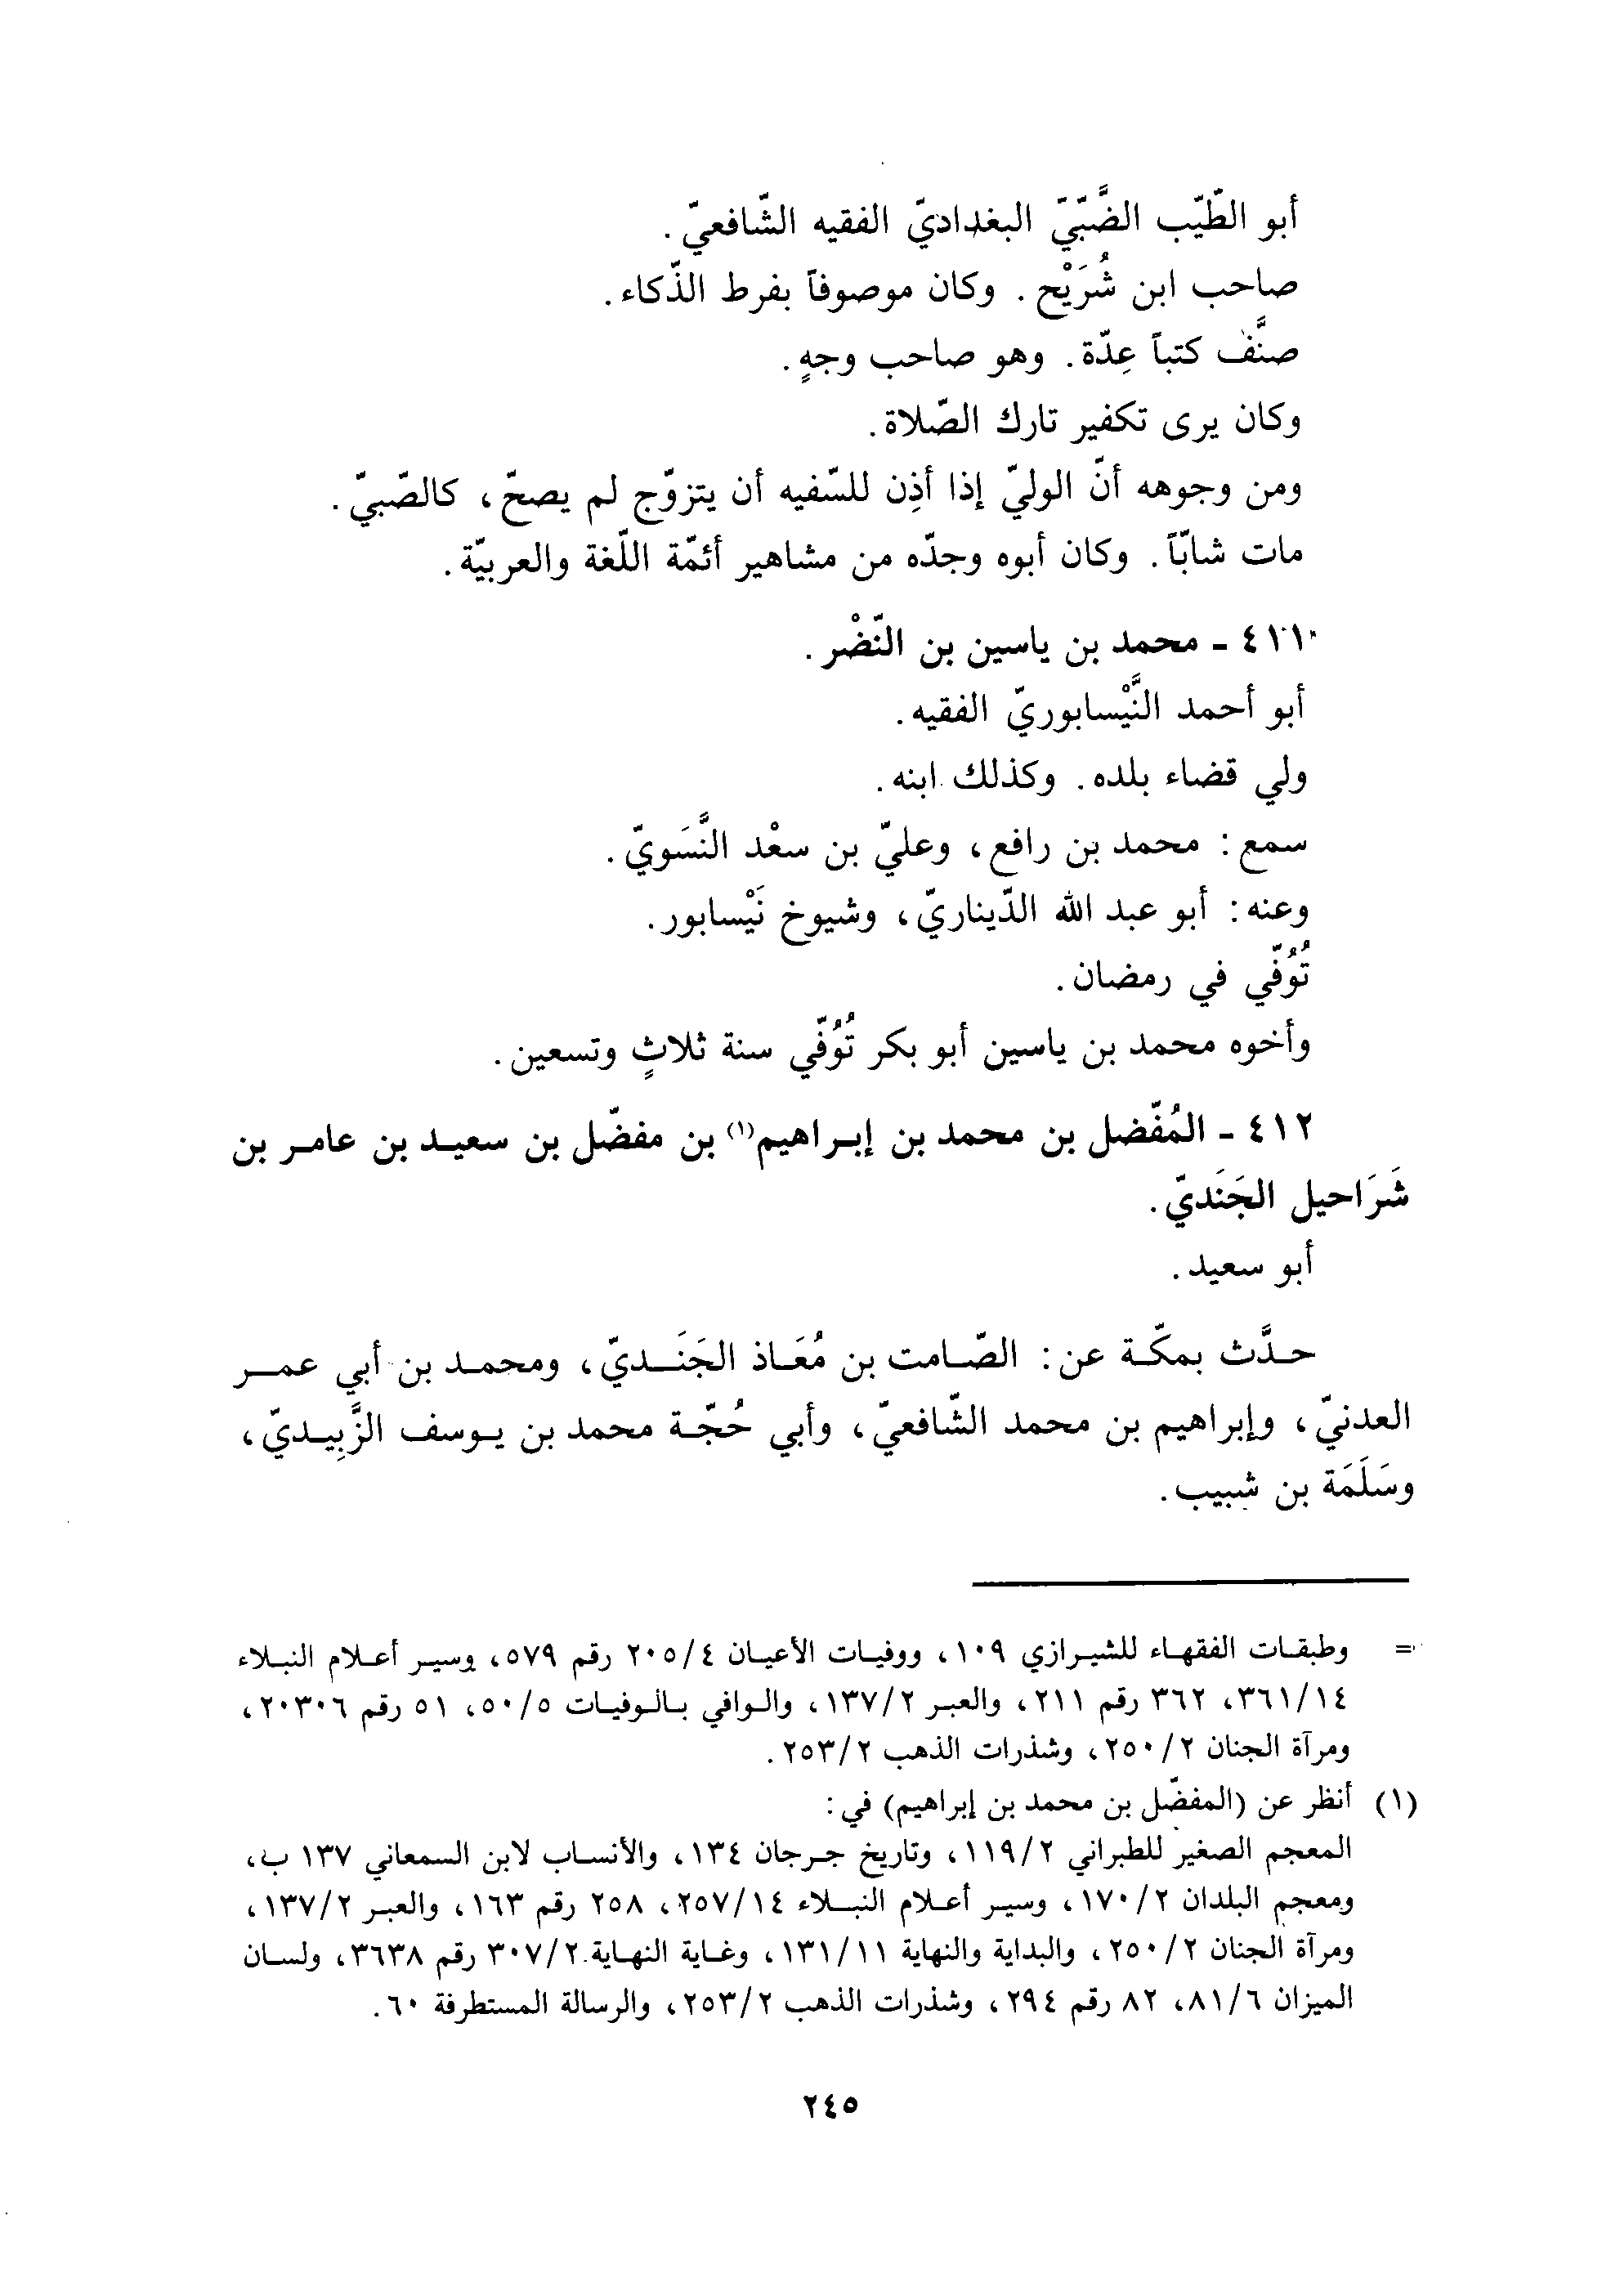 أبو الطّيّب الضَّبّيّ البغداديّ الفقيه الشّافعيّ.
صاحب ابن شُرَيْح. وكان موصوفاً بفرط الذّكاء.
صنَّف كتباً عِدّة. وهو صاحب وجهٍ.
وكان يرى تكفير تارك الصّلاة.
ومن وجوهه أنّ الوليّ إذا أذِن للسّفيه أن يتزوّج لم يصحّ، كالصّبيّ.
مات شابّاً. وكان أبوه وجدّه من مشاهير أئمّة اللّغة والعربيّة.
٤١١ - محمد بن ياسين بن النّضْر.
أبو أحمد النَّيْسابوريّ الفقيه.
ولي قضاء بلده. وكذلك ابنه.
سمع: محمد بن رافع، وعليّ بن سعْد النَّسَويّ.
وعنه: أبو عبد الله الدّيناريّ، وشيوخ نَيْسابور.
تُوُفّي في رمضان.
وأخوه محمد بن ياسين أبو بكر تُوُفّي سنة ثلاثٍ وتسعين.
٤١٢ - المُفّضل بن محمد بن إبراهيم(١) بن مفضّل بن سعيد بن عامر بن
شَرَاحيل الجَنَديّ.
أبو سعيد.
حدَّث بمكّة عن: الصّامت بن مُعَاذ الجَنَديّ، ومحمد بن أبي عمر
العدنيّ، وإبراهيم بن محمد الشّافعيّ، وأبي حُجّة محمد بن يوسف الزَّبِيديّ،
وسَلَمَة بن شبيب.
= وطبقات الفقهاء للشيرازي ١٠٩، ووفيات الأعيان ٢٠٥/٤ رقم ٥٧٩، وسير أعلام النبلاء
٣٦١/١٤، ٣٦٢ رقم ٢١١، والعبر ١٣٧/٢، والوافي بالوفيات ٥٠/٥، ٥١ رقم ٢٠٣٠٦،
ومرآة الجنان ٢٥٠/٢، وشذرات الذهب ٢٥٣/٢.
(١) أنظر عن (المفضّل بن محمد بن إبراهيم) في:
المعجم الصغير للطبراني ١١٩/٢، وتاريخ جرجان ١٣٤، والأنساب لابن السمعاني ١٣٧ ب،
ومعجم البلدان ١٧٠/٢، وسير أعلام النبلاء ٢٥٧/١٤، ٢٥٨ رقم ١٦٣، والعبر ١٣٧/٢،
ومرآة الجنان ٢٥٠/٢، والبداية والنهاية ١٣١/١١، وغاية النهاية ٣٠٧/٢ رقم ٣٦٣٨، ولسان
الميزان ٨١/٦، ٨٢ رقم ٢٩٤، وشذرات الذهب ٢٥٣/٢، والرسالة المستطرفة ٦٠.
٢٤٥